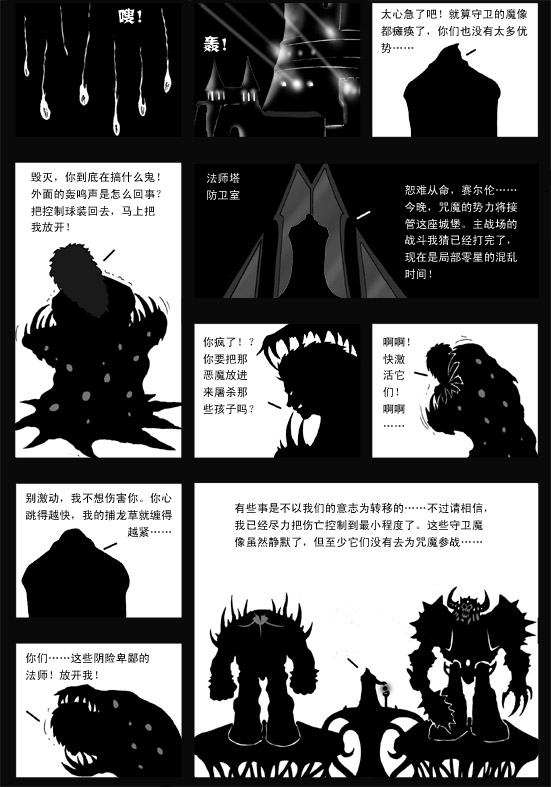 嗖！
轰！
太心急了吧！就算守卫的魔像
都瘫痪了，你们也没有太多优
势……
毁灭，你到底在搞什么鬼！
外面的轰鸣声是怎么回事？
把控制球装回去，马上把
我放开！
法师塔
防卫室
恕难从命，赛尔伦……
今晚，咒魔的势力将接
管这座城堡。主战场的
战斗我猜已经打完了，
现在是局部零星的混乱
时间！
你疯了！？
你要把那
恶魔放进
来屠杀那
些孩子吗？
啊啊！
快激
活它
们！
啊啊
……
别激动，我不想伤害你。你心
跳得越快，我的捕龙草就缠得
越紧……
有些事是不以我们的意志为转移的……不过请相信，
我已经尽力把伤亡控制到最小程度了。这些守卫魔
像虽然静默了，但至少它们没有去为咒魔参战……
你们……这些阴险卑鄙的
法师！放开我！